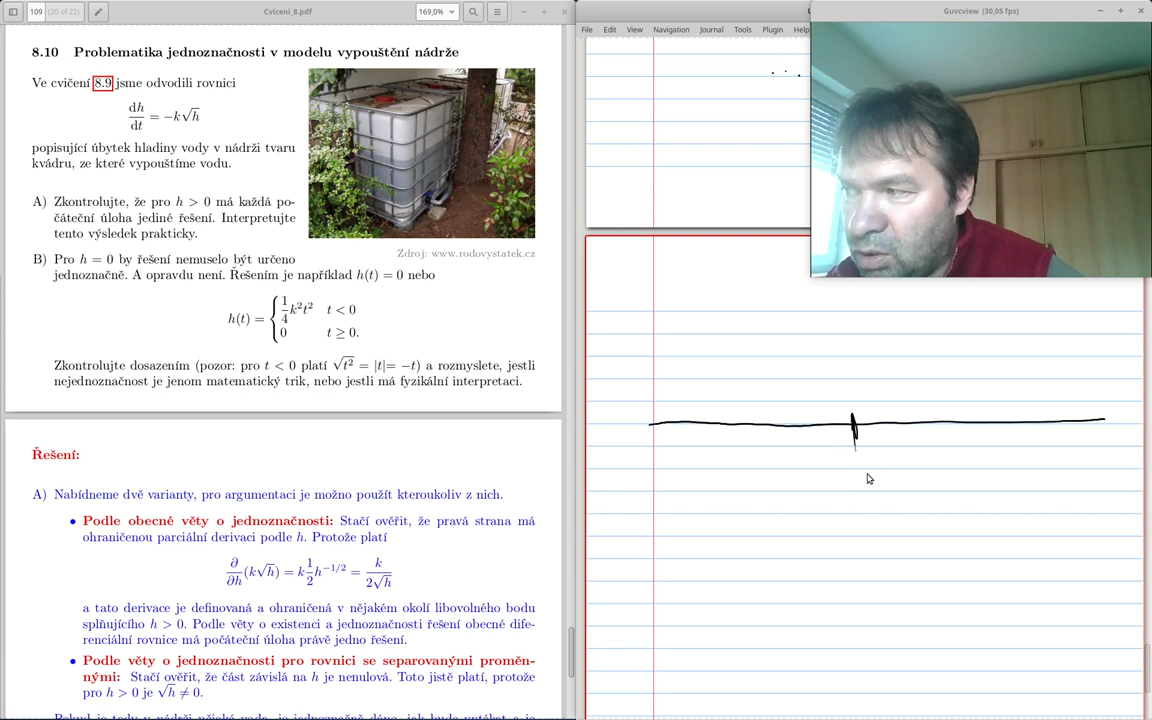 109 (20 of 22)
Cviceni_8.pdf
169,0%
Guvcview (30,05 fps)
File Edit View Navigation Journal Tools Plugin Help
8.10 Problematika jednoznačnosti v modelu vypouštění nádrže
Ve cvičení 8.9 jsme odvodili rovnici
dh/dt = −k√h
popisující úbytek hladiny vody v nádrži tvaru
kvádru, ze které vypouštíme vodu.
A) Zkontrolujte, že pro h > 0 má každá po-
čáteční úloha jediné řešení. Interpretujte
tento výsledek prakticky.
Zdroj: www.rodovystatek.cz
B) Pro h = 0 by řešení nemuselo být určeno
jednoznačně. A opravdu není. Řešením je například h(t) = 0 nebo
h(t) = { 1/4 k²t² t < 0
0 t ≥ 0.
Zkontrolujte dosazením (pozor: pro t < 0 platí √t² = |t|= −t) a rozmyslete, jestli
nejednoznačnost je jenom matematický trik, nebo jestli má fyzikální interpretaci.
Řešení:
A) Nabídneme dvě varianty, pro argumentaci je možno použít kteroukoliv z nich.
• Podle obecné věty o jednoznačnosti: Stačí ověřit, že pravá strana má
ohraničenou parciální derivaci podle h. Protože platí
∂/∂h (k√h) = k 1/2 h^−1/2 = k/2√h
a tato derivace je definovaná a ohraničená v nějakém okolí libovolného bodu
splňujícího h > 0. Podle věty o existenci a jednoznačnosti řešení obecné dife-
renciální rovnice má počáteční úloha právě jedno řešení.
• Podle věty o jednoznačnosti pro rovnici se separovanými proměn-
nými: Stačí ověřit, že část závislá na h je nenulová. Toto jistě platí, protože
pro h > 0 je √h ≠ 0.